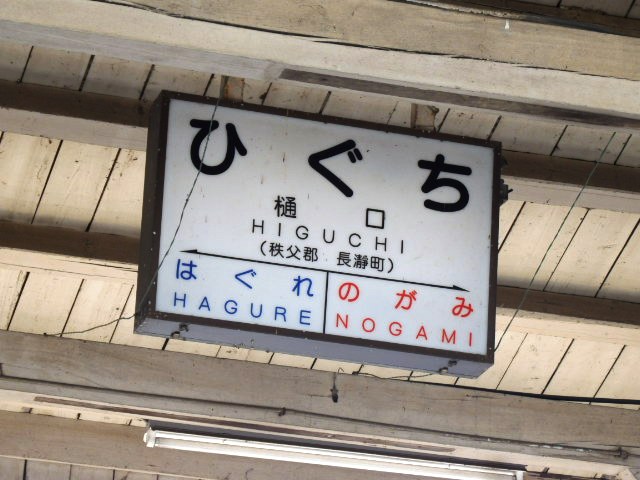 ひぐち
樋口
HIGUCHI
(秩父郡 長瀞町)
はぐれ のがみ
HAGURE NOGAMI